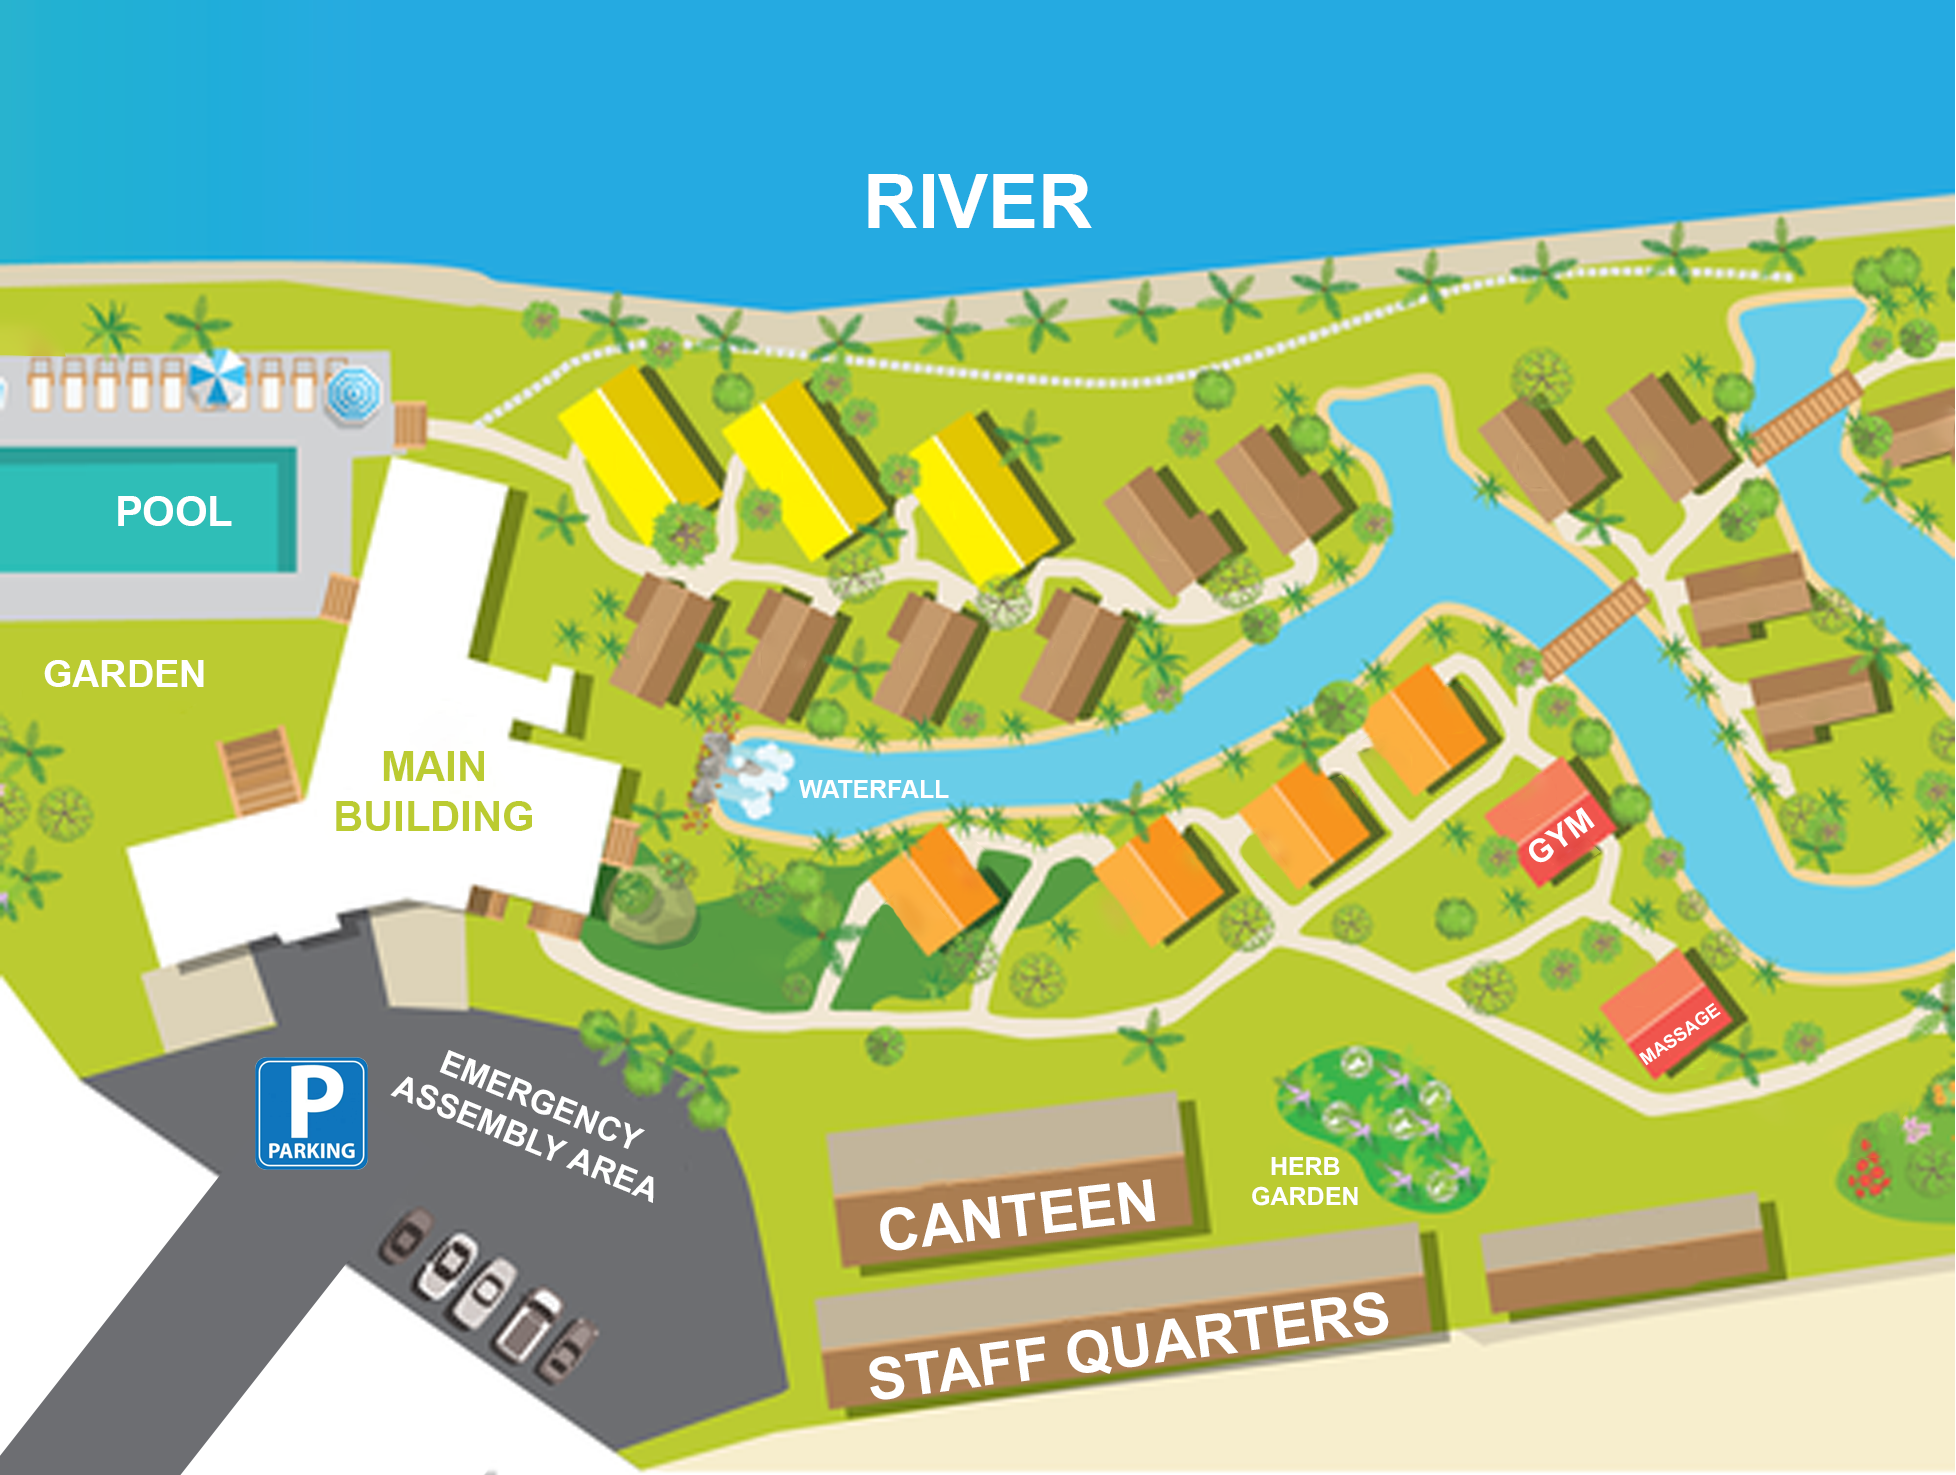 RIVER
POOL
GARDEN
MAIN
BUILDING
WATERFALL
GYM
MASSAGE
P
PARKING
EMERGENCY
ASSEMBLY AREA
HERB
GARDEN
CANTEEN
STAFF QUARTERS